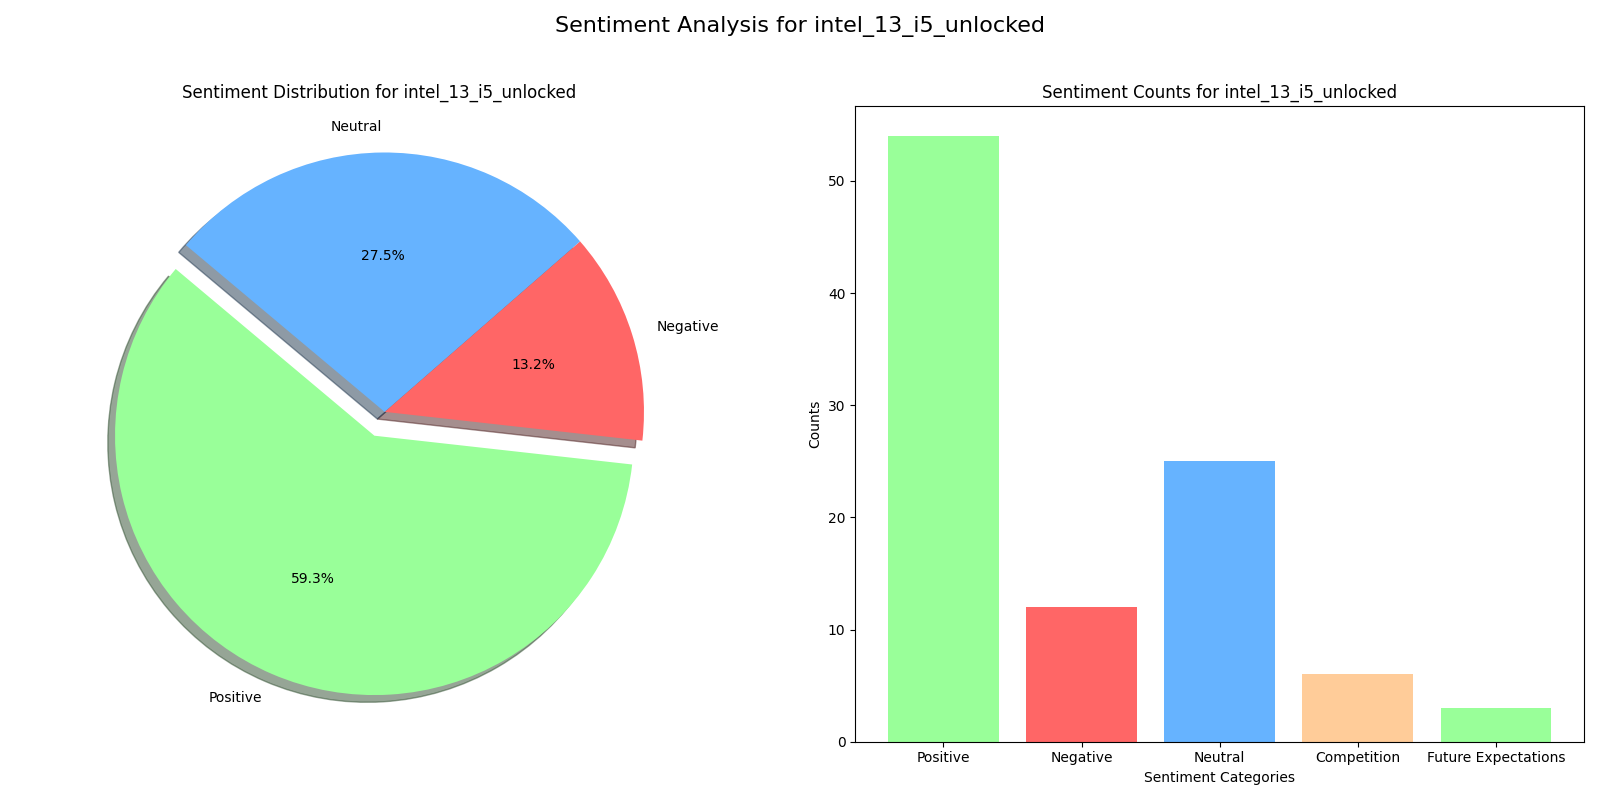 Sentiment Analysis for intel_13_i5_unlocked
Sentiment Distribution for intel_13_i5_unlocked
Neutral
27.5%
Negative
13.2%
59.3%
Positive
Sentiment Counts for intel_13_i5_unlocked
50
40
30
20
10
0
Counts
Positive
Negative
Neutral
Competition
Future Expectations
Sentiment Categories